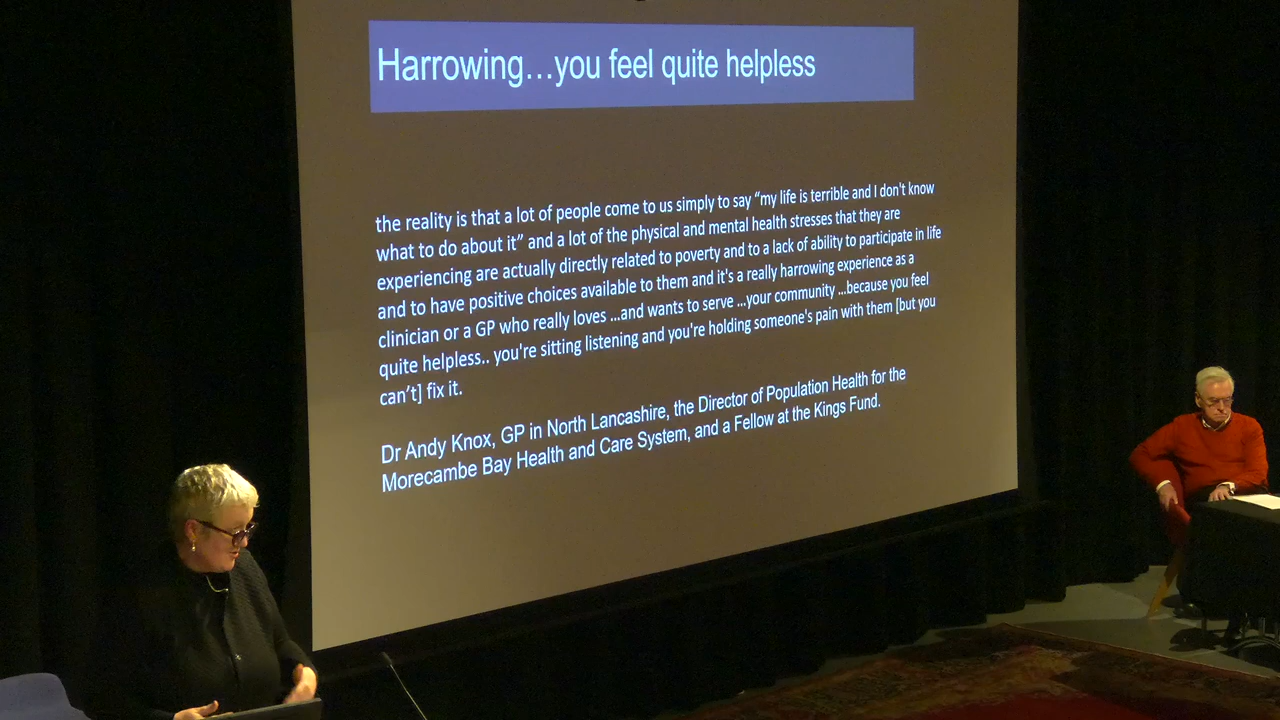 Harrowing...you feel quite helpless
the reality is that a lot of people come to us simply to say “my life is terrible and I don't know
what to do about it” and a lot of the physical and mental health stresses that they are
experiencing are actually directly related to poverty and to a lack of ability to participate in life
and to have positive choices available to them and it's a really harrowing experience as a
clinician or a GP who really loves ...and wants to serve ...your community ...because you feel
quite helpless.. you're sitting listening and you're holding someone's pain with them [but you
can’t] fix it.
Dr Andy Knox, GP in North Lancashire, the Director of Population Health for the
Morecambe Bay Health and Care System, and a Fellow at the Kings Fund.